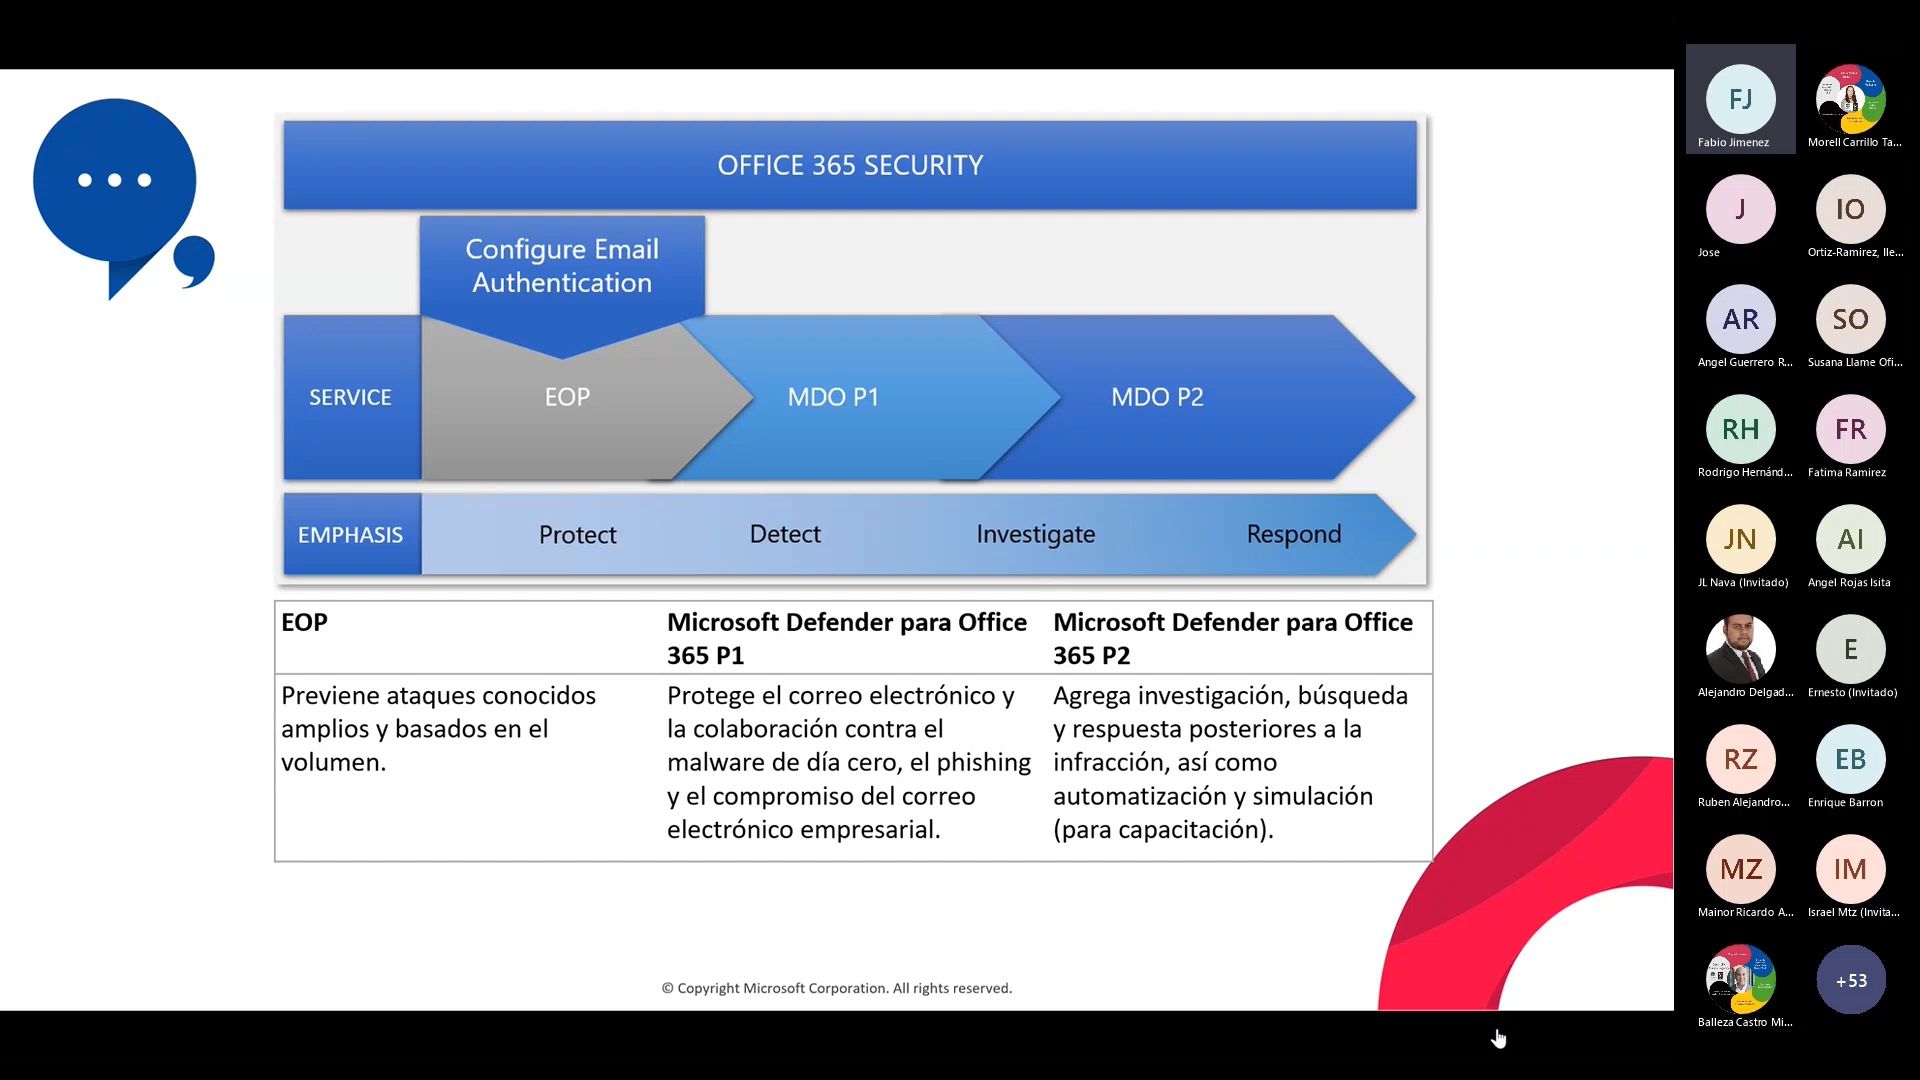 OFFICE 365 SECURITY
Configure Email
Authentication
SERVICE
EOP
MDO P1
MDO P2
EMPHASIS
Protect
Detect
Investigate
Respond
EOP
Microsoft Defender para Office
365 P1
Microsoft Defender para Office
365 P2
Previene ataques conocidos
amplios y basados en el
volumen.
Protege el correo electrónico y
la colaboración contra el
malware de día cero, el phishing
y el compromiso del correo
electrónico empresarial.
Agrega investigación, búsqueda
y respuesta posteriores a la
infracción, así como
automatización y simulación
(para capacitación).
© Copyright Microsoft Corporation. All rights reserved.
FJ
Fabio Jimenez
Morell Carrillo Ta...
J
Jose
IO
Ortiz-Ramirez, Ile...
AR
Angel Guerrero R...
SO
Susana Llame Ofi...
RH
Rodrigo Hernánd...
FR
Fatima Ramirez
JN
JL Nava (Invitado)
AI
Angel Rojas Isita
Alejandro Delgad...
E
Ernesto (Invitado)
RZ
Ruben Alejandro...
EB
Enrique Barron
MZ
Mainor Ricardo A...
IM
Israel Mtz (Invita...
Balleza Castro Mi...
+53